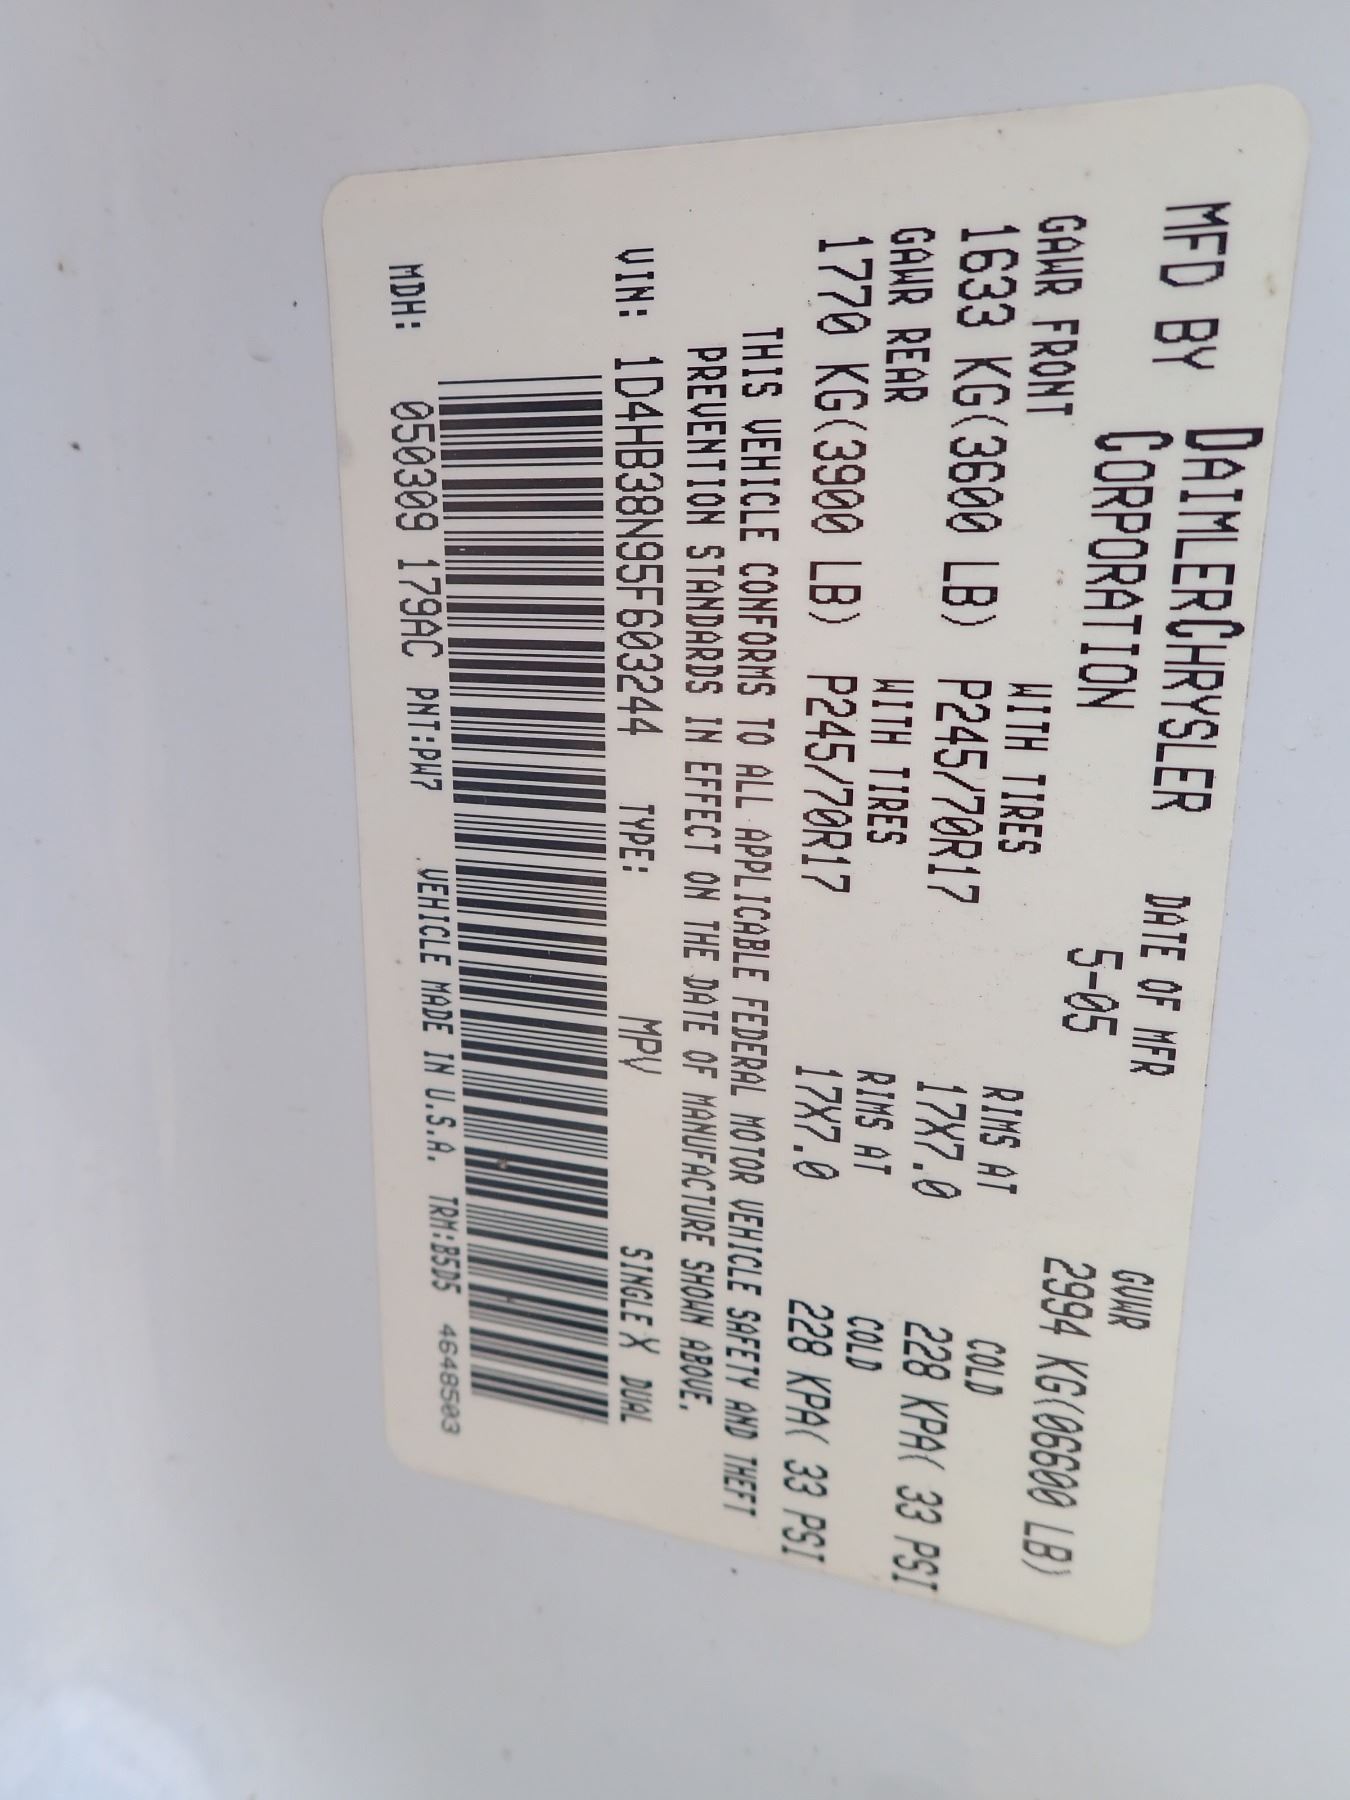 MFD BY DAIMLERCHRYSLER DATE OF MFR GVWR
CORPORATION 5-05 2994 KG(06600 LB)
GAWR FRONT WITH TIRES RIMS AT COLD
1633 KG(3600 LB) P245/70R17 17X7.0 228 KPA( 33 PSI
GAWR REAR WITH TIRES RIMS AT COLD
1770 KG(3900 LB) P245/70R17 17X7.0 228 KPA( 33 PSI
THIS VEHICLE CONFORMS TO ALL APPLICABLE FEDERAL MOTOR VEHICLE SAFETY AND THEFT
PREVENTION STANDARDS IN EFFECT ON THE DATE OF MANUFACTURE SHOWN ABOVE.
VIN: 1D4HB38N95F603244 TYPE: MPV SINGLE X DUAL
MDH: 050309 179AC PNT:PW7 VEHICLE MADE IN U.S.A. TRM:B5D5 4648503